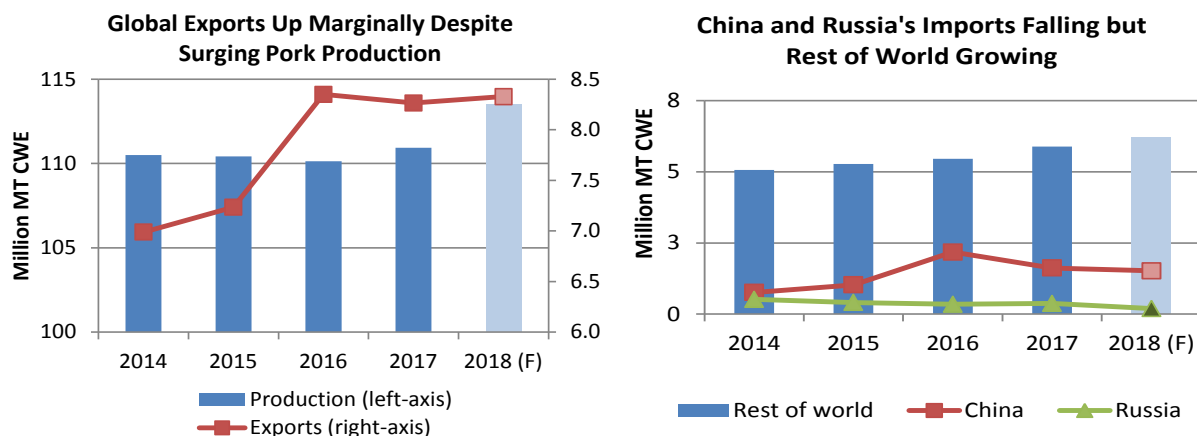 Global Exports Up Marginally Despite
Surging Pork Production
Million MT CWE
115
110
105
100
8.5
8.0
7.5
7.0
6.5
6.0
2014 2015 2016 2017 2018 (F)
Production (left-axis)
Exports (right-axis)
China and Russia's Imports Falling but
Rest of World Growing
Million MT CWE
8
5
3
0
2014 2015 2016 2017 2018 (F)
Rest of world China Russia